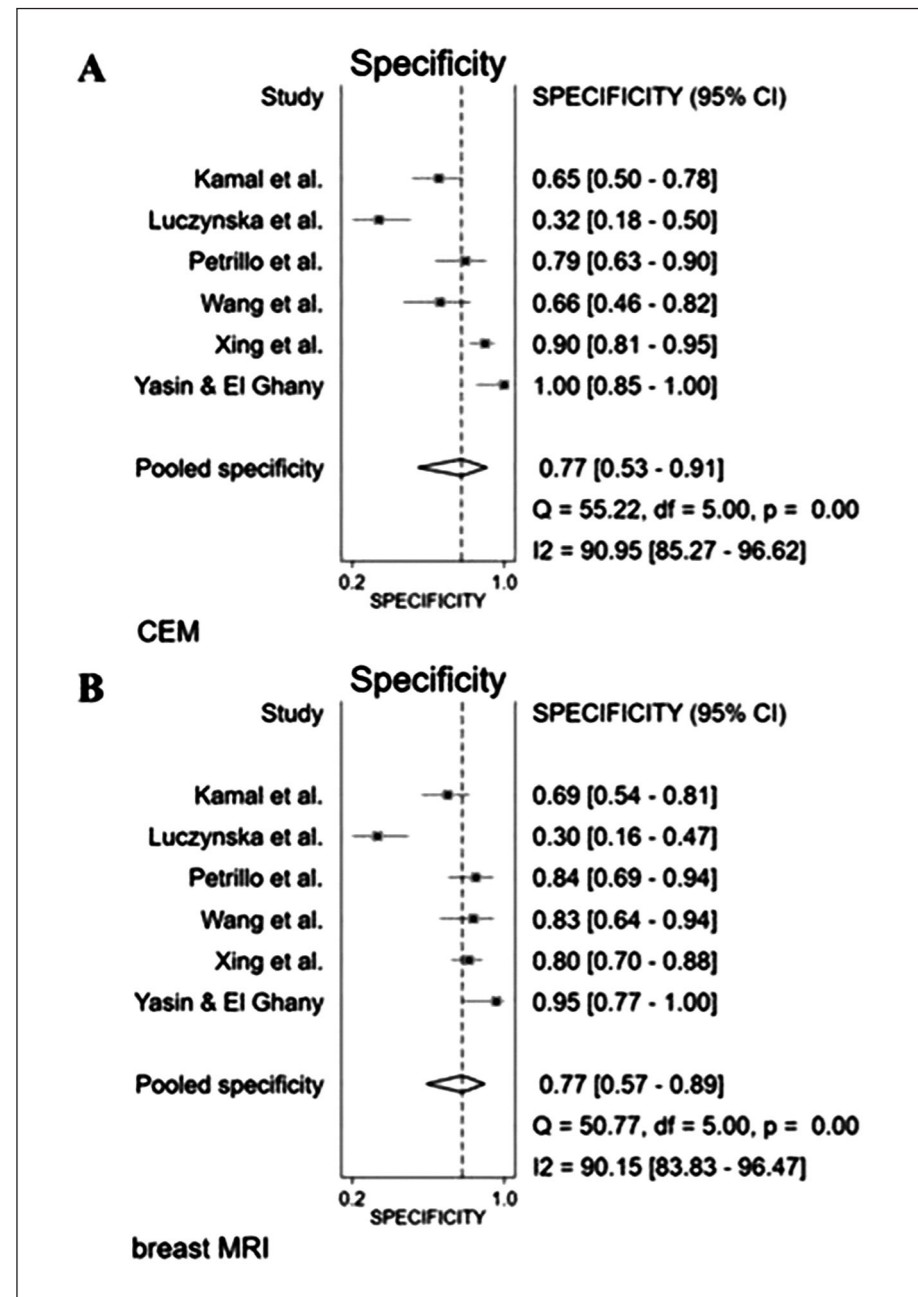 A
Specificity
Study SPECIFICITY (95% CI)
Kamal et al. 0.65 [0.50 - 0.78]
Luczynska et al. 0.32 [0.18 - 0.50]
Petrillo et al. 0.79 [0.63 - 0.90]
Wang et al. 0.66 [0.46 - 0.82]
Xing et al. 0.90 [0.81 - 0.95]
Yasin & El Ghany 1.00 [0.85 - 1.00]
Pooled specificity 0.77 [0.53 - 0.91]
Q = 55.22, df = 5.00, p = 0.00
I2 = 90.95 [85.27 - 96.62]
0.2 1.0
SPECIFICITY
CEM
B
Specificity
Study SPECIFICITY (95% CI)
Kamal et al. 0.69 [0.54 - 0.81]
Luczynska et al. 0.30 [0.16 - 0.47]
Petrillo et al. 0.84 [0.69 - 0.94]
Wang et al. 0.83 [0.64 - 0.94]
Xing et al. 0.80 [0.70 - 0.88]
Yasin & El Ghany 0.95 [0.77 - 1.00]
Pooled specificity 0.77 [0.57 - 0.89]
Q = 50.77, df = 5.00, p = 0.00
I2 = 90.15 [83.83 - 96.47]
0.2 1.0
SPECIFICITY
breast MRI